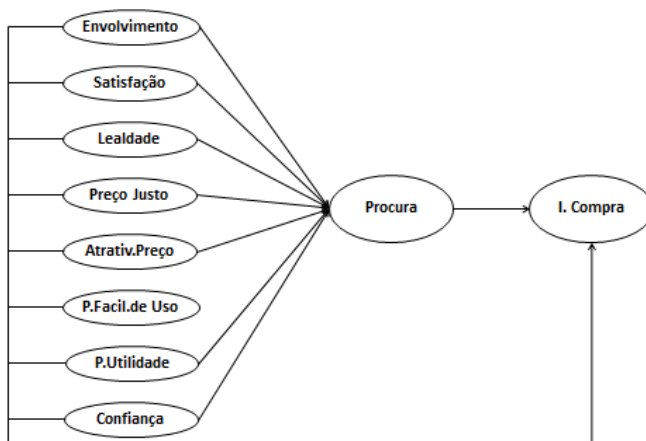 Envolvimento
Satisfação
Lealdade
Preço Justo
Procura
I. Compra
Atrativ.Preço
P.Facil.de Uso
P.Utilidade
Confiança